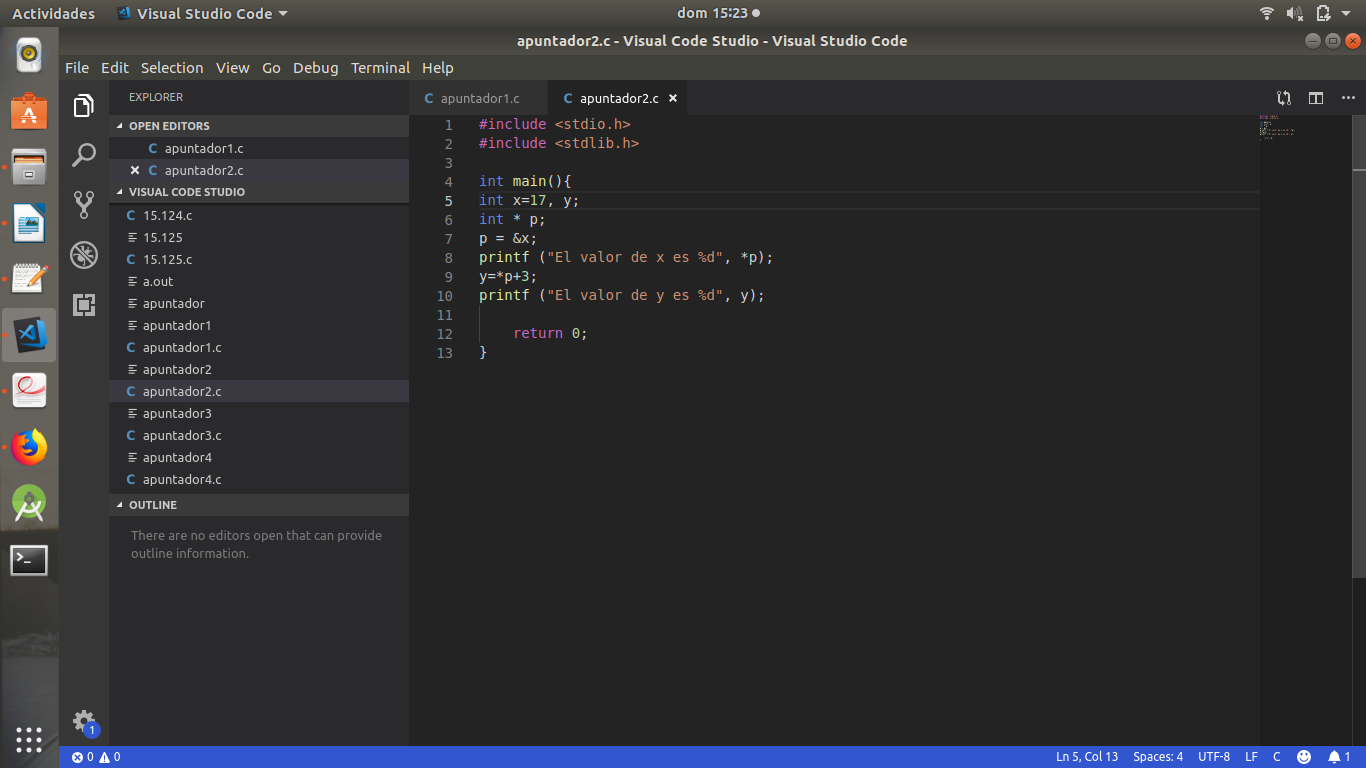 Actividades Visual Studio Code dom 15:23
apuntador2.c - Visual Code Studio - Visual Studio Code
File Edit Selection View Go Debug Terminal Help
EXPLORER
OPEN EDITORS
C apuntador1.c
C apuntador2.c
VISUAL CODE STUDIO
C 15.124.c
15.125
C 15.125.c
a.out
apuntador
apuntador1
C apuntador1.c
apuntador2
C apuntador2.c
apuntador3
C apuntador3.c
apuntador4
C apuntador4.c
OUTLINE
There are no editors open that can provide
outline information.
1
C apuntador1.c C apuntador2.c
1 #include <stdio.h>
2 #include <stdlib.h>
3
4 int main(){
5 int x=17, y;
6 int * p;
7 p = &x;
8 printf ("El valor de x es %d", *p);
9 y=*p+3;
10 printf ("El valor de y es %d", y);
11
12 return 0;
13 }
0 0 Ln 5, Col 13 Spaces: 4 UTF-8 LF C 1